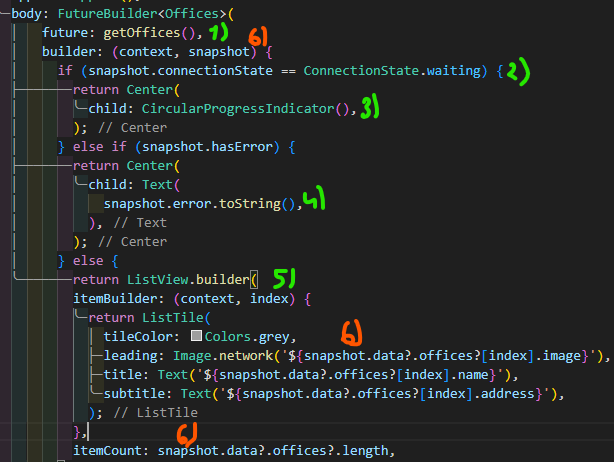 body: FutureBuilder<Offices>(
future: getOffices(), 1)
builder: (context, snapshot) { 6)
if (snapshot.connectionState == ConnectionState.waiting) { 2)
return Center(
child: CircularProgressIndicator(), 3)
); // Center
} else if (snapshot.hasError) {
return Center(
child: Text(
snapshot.error.toString(), 4)
), // Text
); // Center
} else {
return ListView.builder( 5)
itemBuilder: (context, index) {
return ListTile(
tileColor: Colors.grey,
6)
leading: Image.network('${snapshot.data?.offices?[index].image}'),
title: Text('${snapshot.data?.offices?[index].name}'),
subtitle: Text('${snapshot.data?.offices?[index].address}'),
); // ListTile
},
6)
itemCount: snapshot.data?.offices?.length,